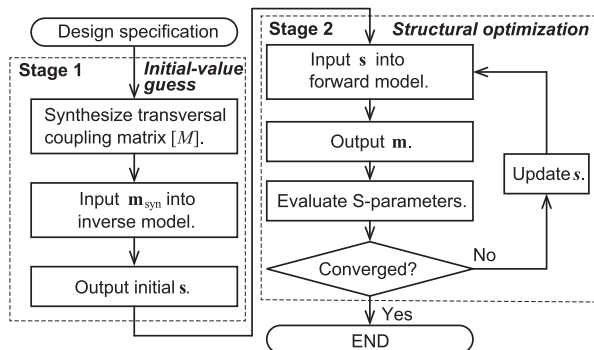 Design specification
Stage 1
Initial-value
guess
Synthesize transversal
coupling matrix [M].
Input m_syn into
inverse model.
Output initial s.
Stage 2
Structural optimization
Input s into
forward model.
Output m.
Evaluate S-parameters.
Converged?
No
Update s.
Yes
END